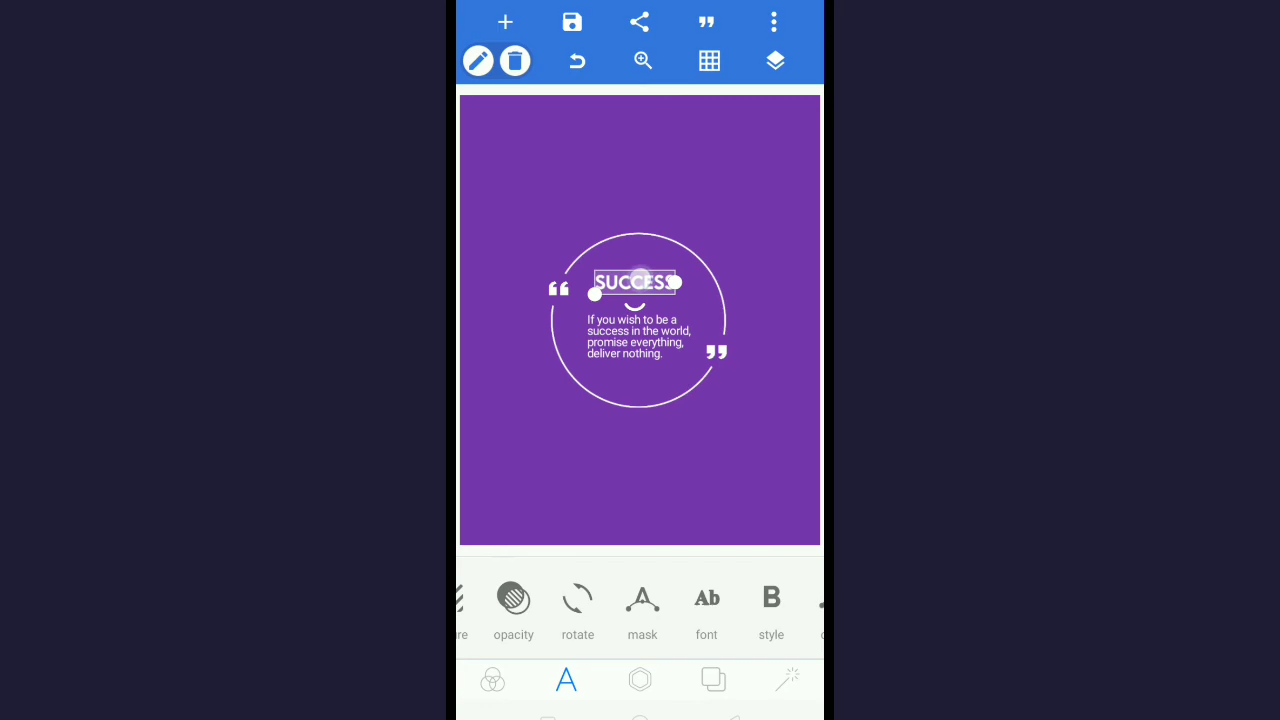 SUCCESS
If you wish to be a
success in the world,
promise everything,
deliver nothing.
Ab
B
opacity
rotate
mask
font
style